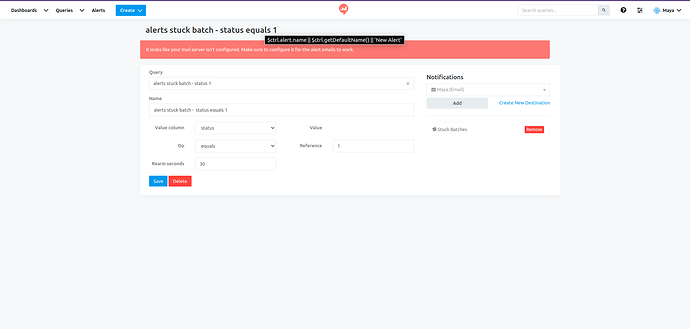 Dashboards Queries Alerts Create Search queries... Maya
alerts stuck batch - status equals 1
$ctrl.alert.name || $ctrl.getDefaultName() || 'New Alert'
It looks like your mail server isn't configured. Make sure to configure it for the alert emails to work.
Query
alerts stuck batch - status 1
Name
alerts stuck batch - status equals 1
Value column status Value
Op equals Reference 1
Rearm seconds 30
Save Delete
Notifications
Maya (Email)
Add Create New Destination
Stuck Batches Remove